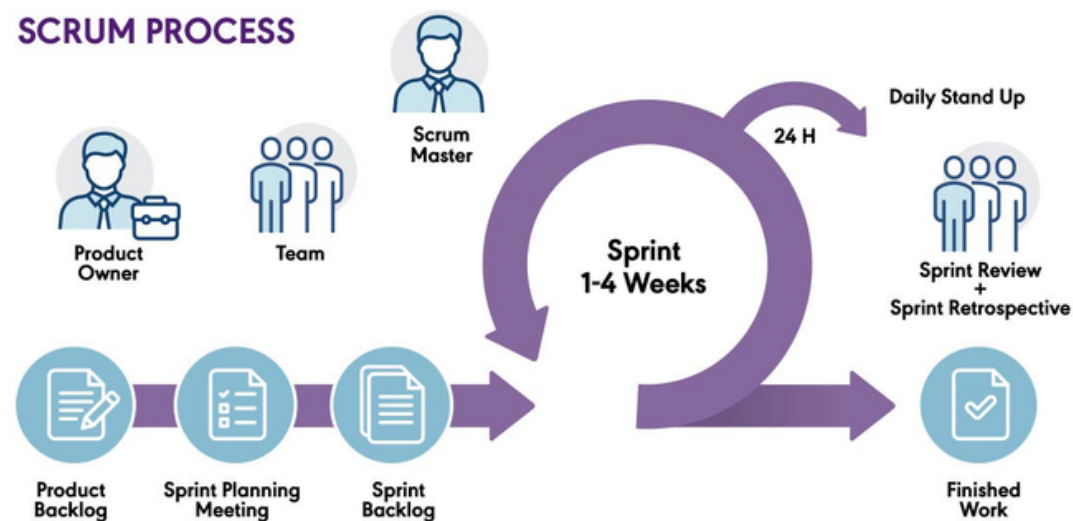 SCRUM PROCESS
Scrum
Master
Product
Owner
Team
Daily Stand Up
24 H
Sprint
1-4 Weeks
Sprint Review
+
Sprint Retrospective
Product
Backlog
Sprint Planning
Meeting
Sprint
Backlog
Finished
Work